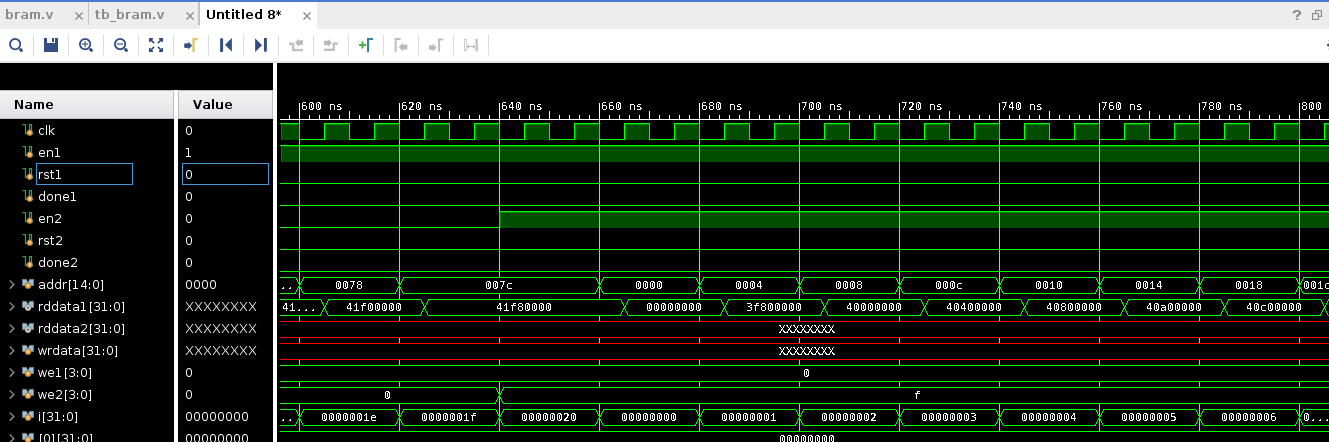 bram.v × tb_bram.v × Untitled 8* ×
?
Name Value
600 ns 620 ns 640 ns 660 ns 680 ns 700 ns 720 ns 740 ns 760 ns 780 ns 800
clk 0
en1 1
rst1 0
done1 0
en2 0
rst2 0
done2 0
addr[14:0] 0000 .. 0078 007c 0000 0004 0008 000c 0010 0014 0018 001c
rddata1[31:0] XXXXXXXX 41... 41f00000 41f80000 00000000 3f800000 40000000 40400000 40800000 40a00000 40c00000
rddata2[31:0] XXXXXXXX XXXXXXXX
wrdata[31:0] XXXXXXXX XXXXXXXX
we1[3:0] 0 0
we2[3:0] 0 0 f
i[31:0] 00000000 .. 0000001e 0000001f 00000020 00000000 00000001 00000002 00000003 00000004 00000005 00000006 0...
[0][31:0] 00000000 00000000